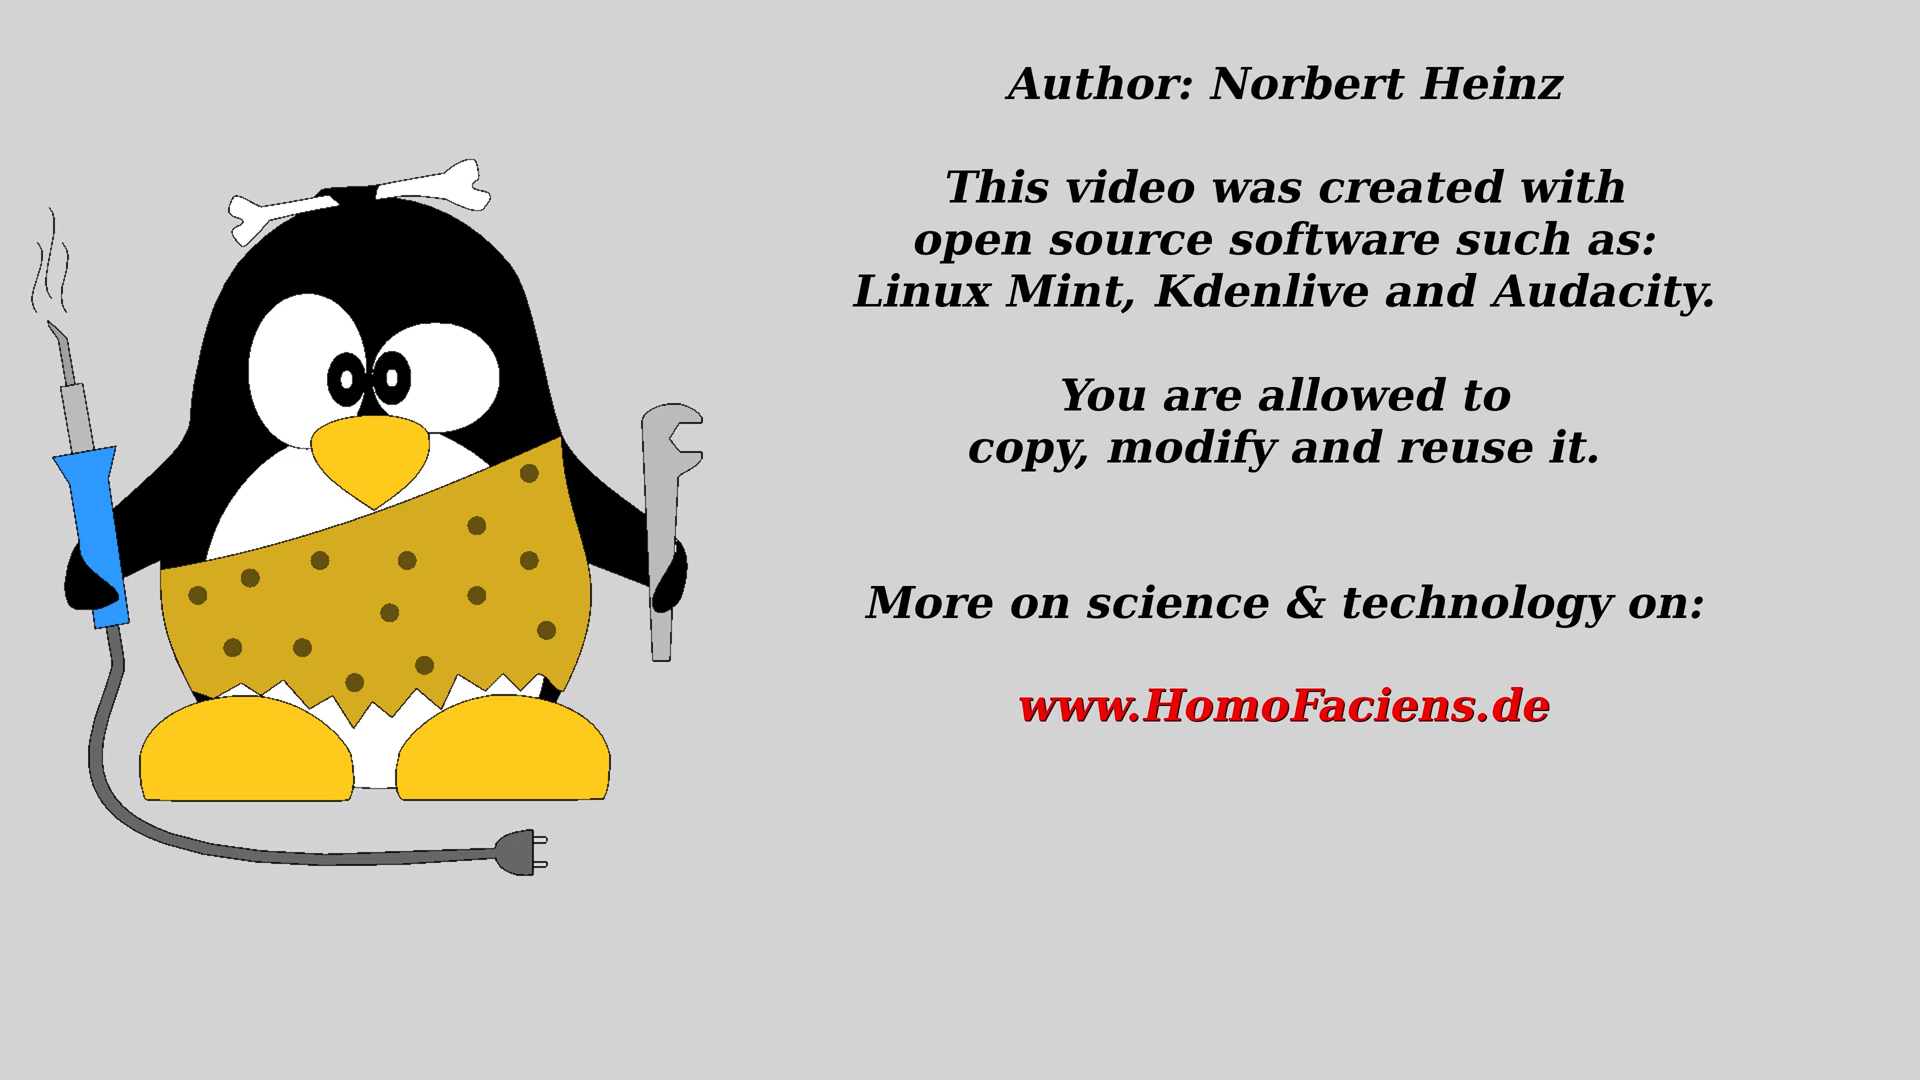 Author: Norbert Heinz
This video was created with
open source software such as:
Linux Mint, Kdenlive and Audacity.
You are allowed to
copy, modify and reuse it.
More on science & technology on:
www.HomoFaciens.de